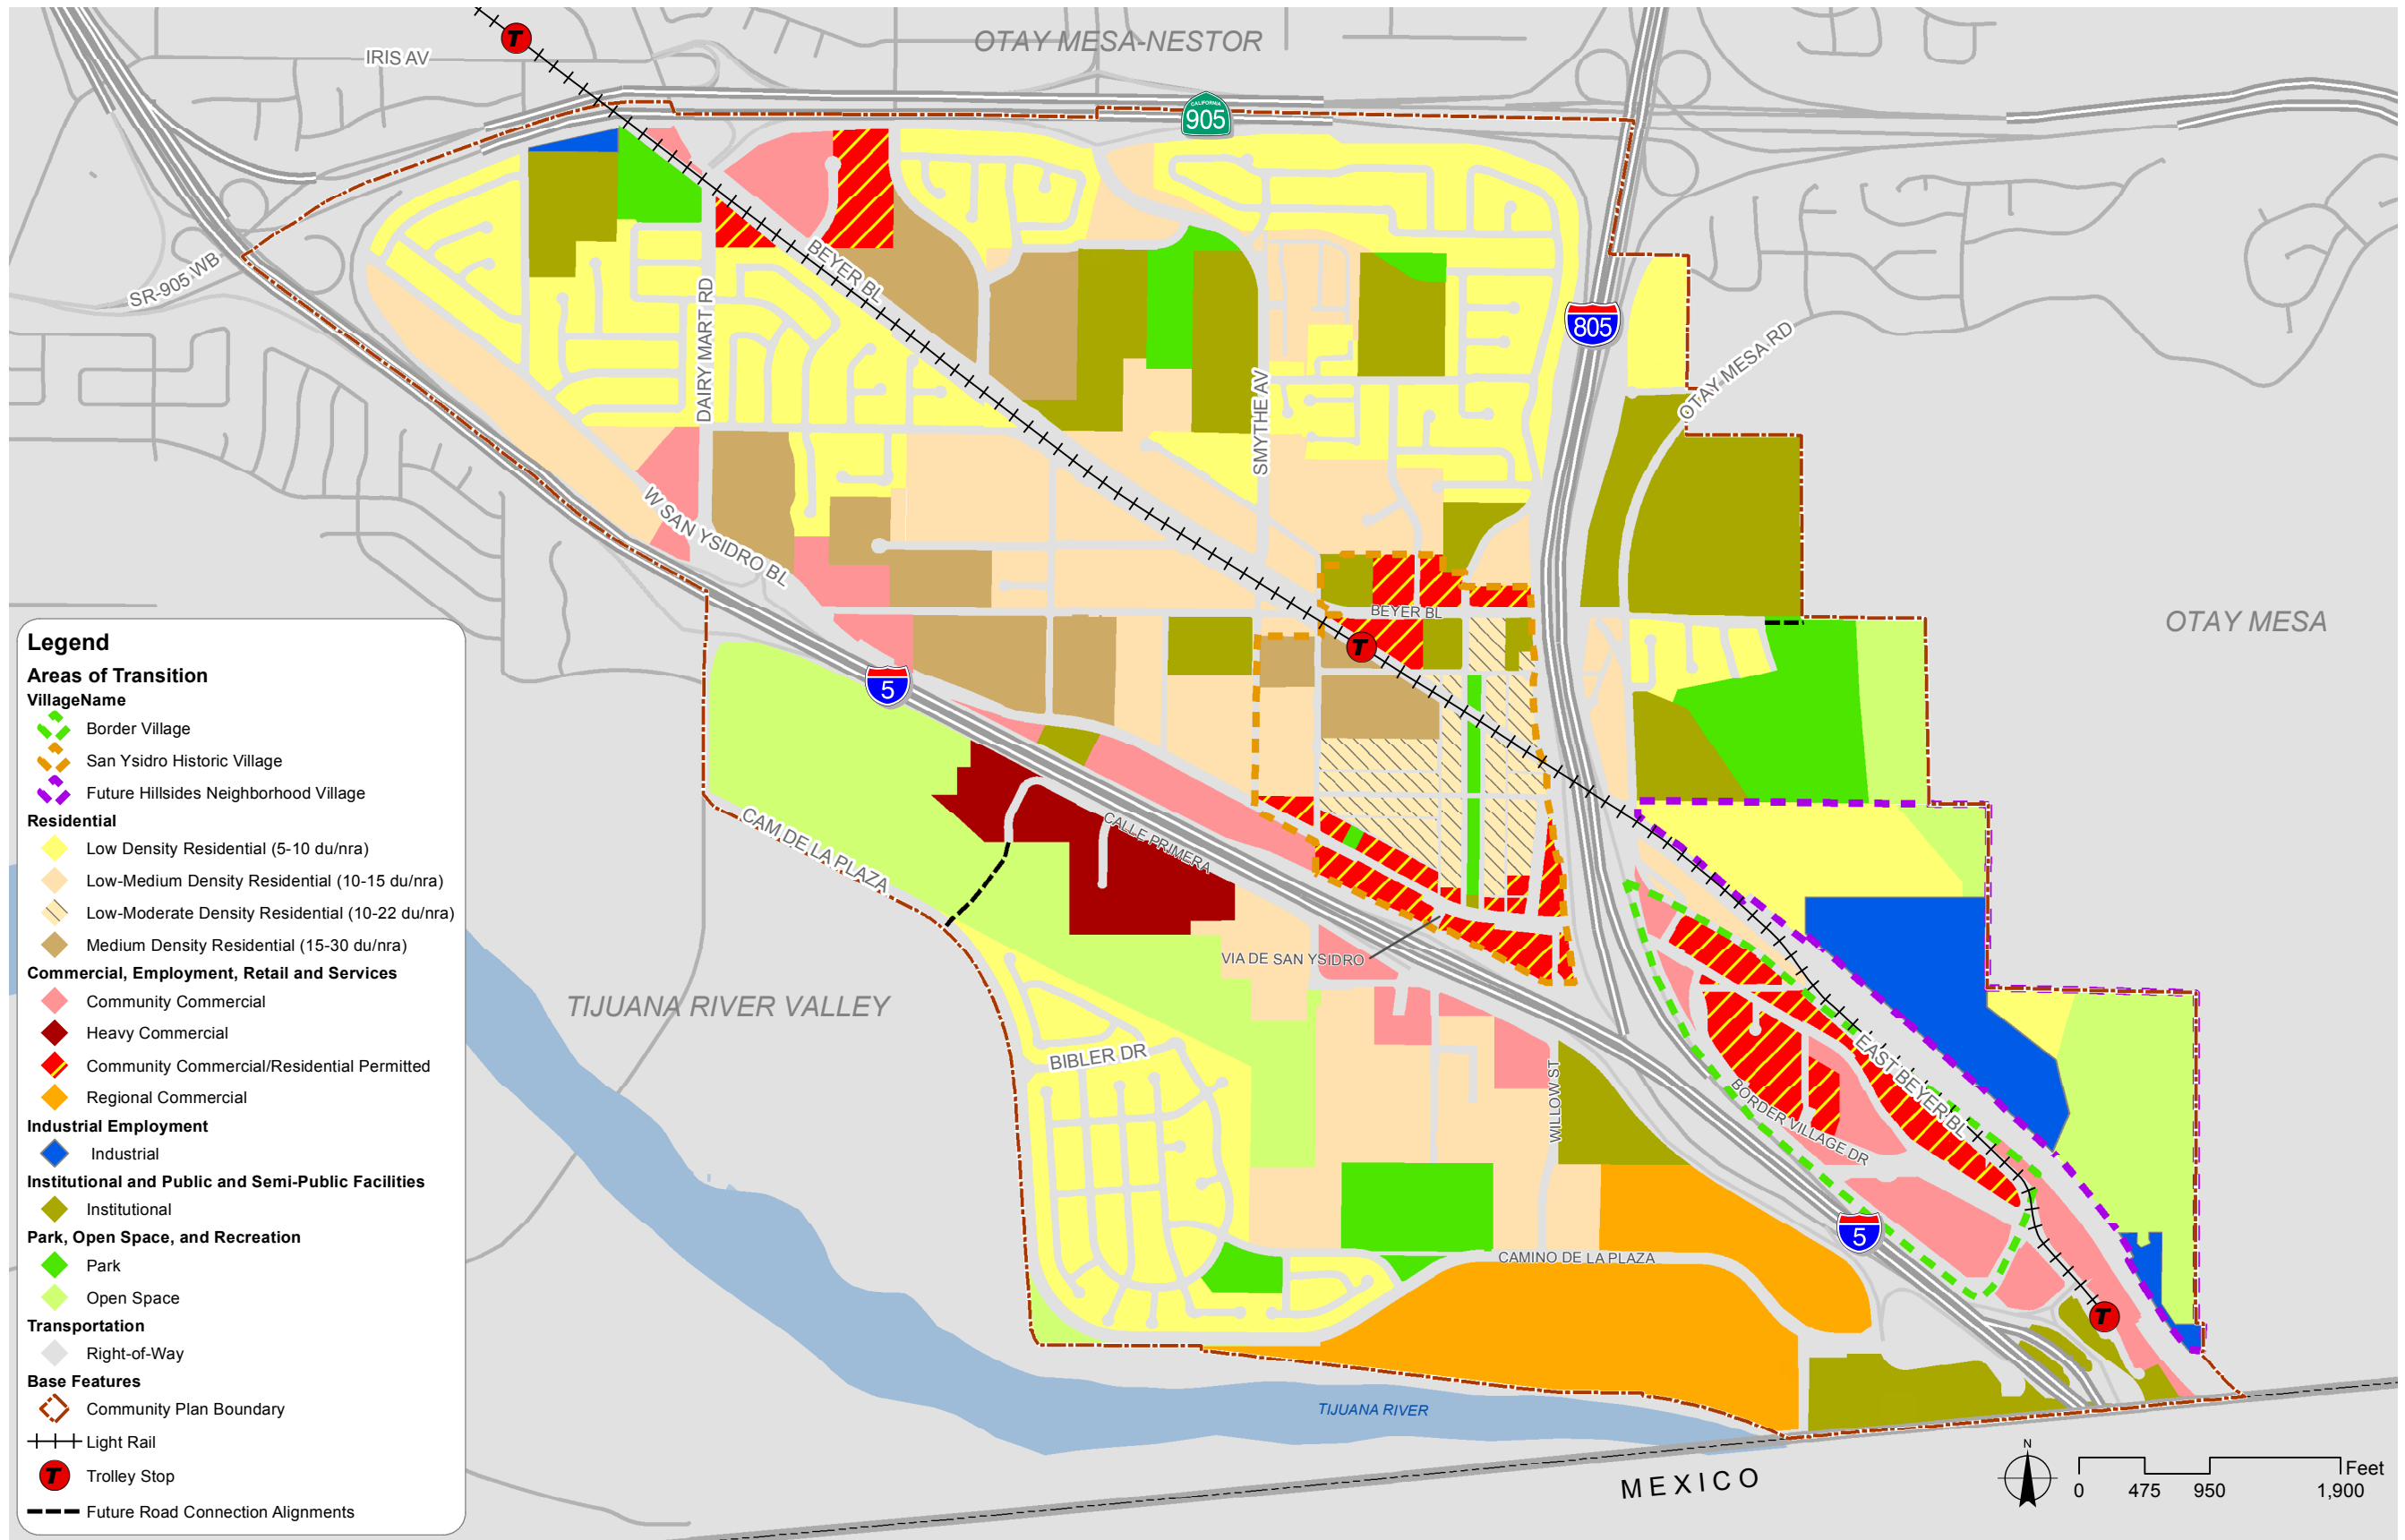 OTAY MESA-NESTOR
IRIS AV
CALIFORNIA
905
SR-905 WB
BEYER BL
DAIRY MART RD
805
OTAY MESA RD
SMYTHE AV
W SAN YSIDRO BL
BEYER BL
T
T
OTAY MESA
5
CAM DE LA PLAZA
CALLE PRIMERA
VIA DE SAN YSIDRO
TIJUANA RIVER VALLEY
BIBLER DR
WILLOW ST
EAST BEYER BL
BORDER VILLAGE DR
5
CAMINO DE LA PLAZA
T
TIJUANA RIVER
MEXICO
N
Feet
0 475 950 1,900
Legend
Areas of Transition
VillageName
Border Village
San Ysidro Historic Village
Future Hillsides Neighborhood Village
Residential
Low Density Residential (5-10 du/nra)
Low-Medium Density Residential (10-15 du/nra)
Low-Moderate Density Residential (10-22 du/nra)
Medium Density Residential (15-30 du/nra)
Commercial, Employment, Retail and Services
Community Commercial
Heavy Commercial
Community Commercial/Residential Permitted
Regional Commercial
Industrial Employment
Industrial
Institutional and Public and Semi-Public Facilities
Institutional
Park, Open Space, and Recreation
Park
Open Space
Transportation
Right-of-Way
Base Features
Community Plan Boundary
Light Rail
T Trolley Stop
Future Road Connection Alignments